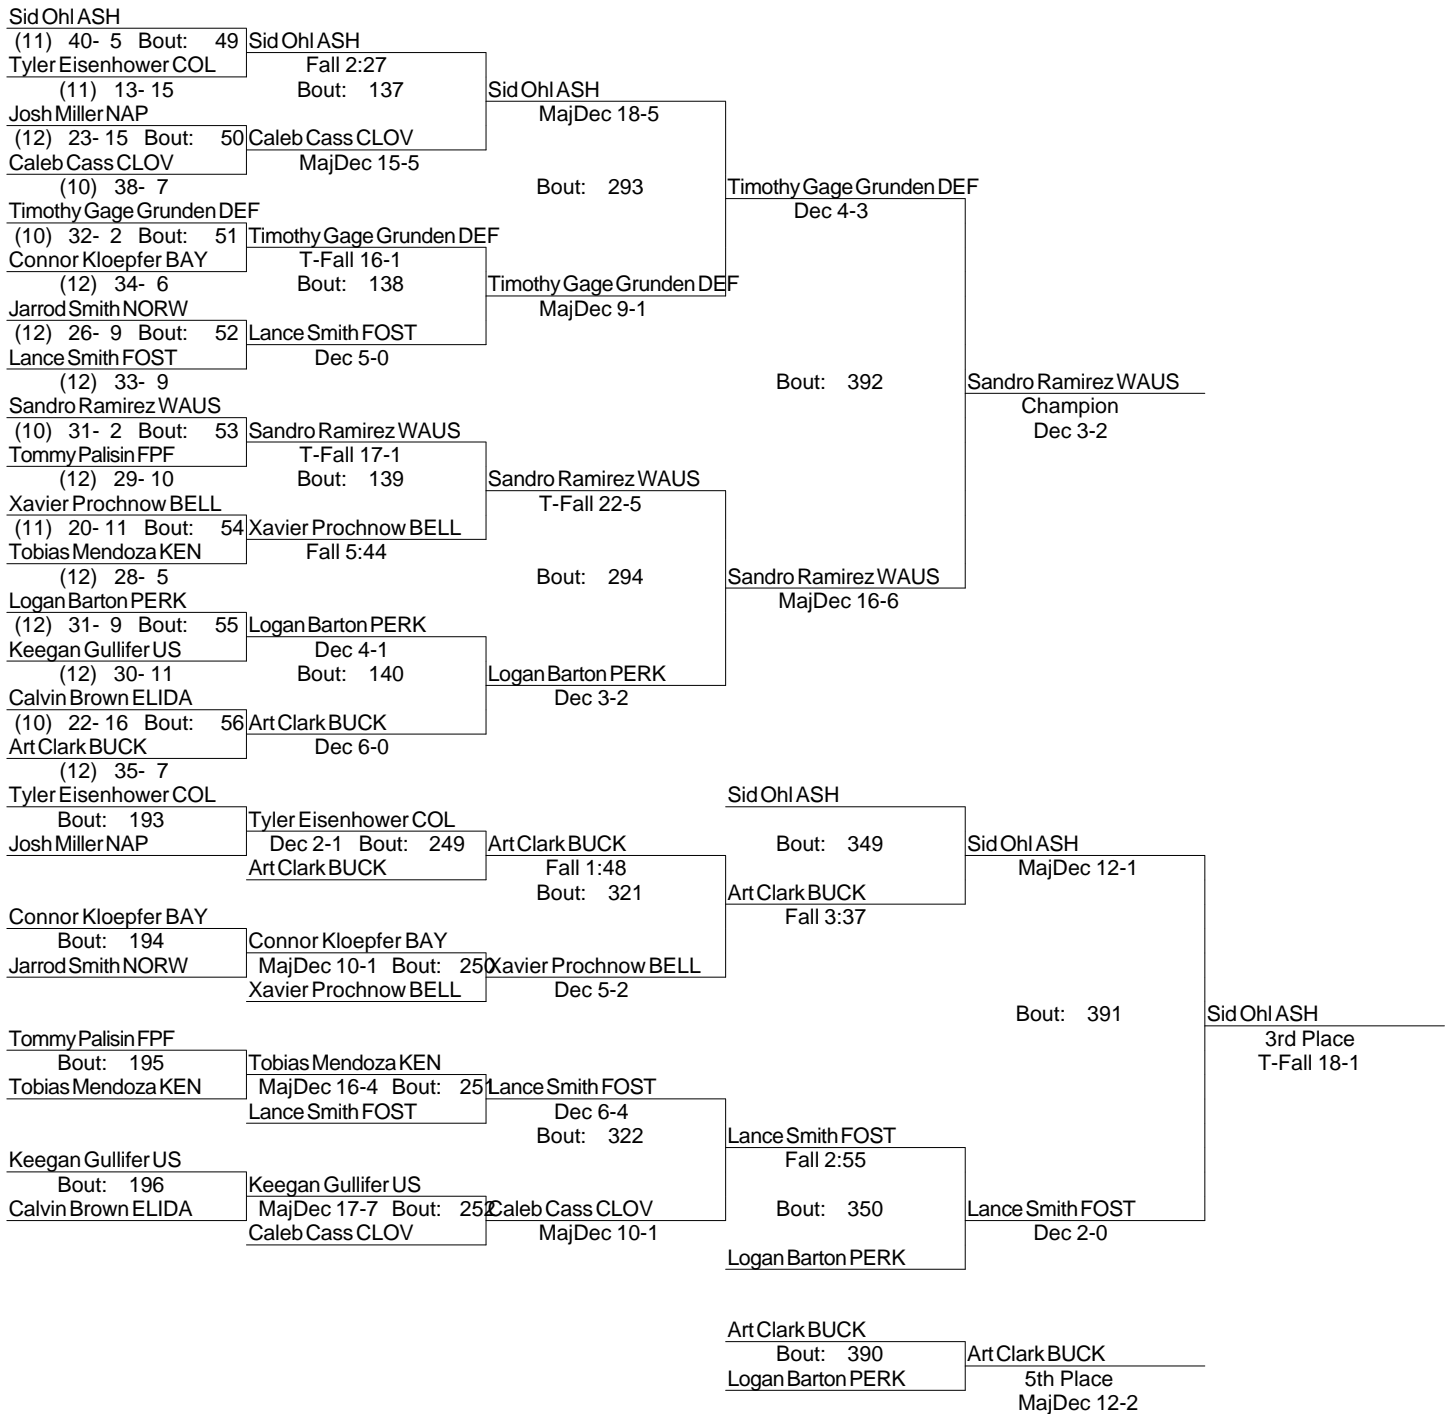 Sid Ohl ASH
(11) 40- 5 Bout: 49 Sid Ohl ASH
Tyler Eisenhower COL Fall 2:27
(11) 13- 15 Bout: 137 Sid Ohl ASH
Josh Miller NAP MajDec 18-5
(12) 23- 15 Bout: 50 Caleb Cass CLOV
Caleb Cass CLOV MajDec 15-5
(10) 38- 7 Bout: 293 Timothy Gage Grunden DEF
Timothy Gage Grunden DEF Dec 4-3
(10) 32- 2 Bout: 51 Timothy Gage Grunden DEF
Connor Kloepfer BAY T-Fall 16-1
(12) 34- 6 Bout: 138 Timothy Gage Grunden DEF
Jarrod Smith NORW MajDec 9-1
(12) 26- 9 Bout: 52 Lance Smith FOST
Lance Smith FOST Dec 5-0
(12) 33- 9 Bout: 392 Sandro Ramirez WAUS
Sandro Ramirez WAUS Champion
(10) 31- 2 Bout: 53 Sandro Ramirez WAUS Dec 3-2
Tommy Palisin FPF T-Fall 17-1
(12) 29- 10 Bout: 139 Sandro Ramirez WAUS
Xavier Prochnow BELL T-Fall 22-5
(11) 20- 11 Bout: 54 Xavier Prochnow BELL
Tobias Mendoza KEN Fall 5:44
(12) 28- 5 Bout: 294 Sandro Ramirez WAUS
Logan Barton PERK MajDec 16-6
(12) 31- 9 Bout: 55 Logan Barton PERK
Keegan Gullifer US Dec 4-1
(12) 30- 11 Bout: 140 Logan Barton PERK
Calvin Brown ELIDA Dec 3-2
(10) 22- 16 Bout: 56 Art Clark BUCK
Art Clark BUCK Dec 6-0
(12) 35- 7
Tyler Eisenhower COL Sid Ohl ASH
Bout: 193 Tyler Eisenhower COL
Josh Miller NAP Dec 2-1 Bout: 249 Art Clark BUCK Bout: 349 Sid Ohl ASH
Art Clark BUCK Fall 1:48 MajDec 12-1
Bout: 321 Art Clark BUCK
Connor Kloepfer BAY Fall 3:37
Bout: 194 Connor Kloepfer BAY
Jarrod Smith NORW MajDec 10-1 Bout: 250 Xavier Prochnow BELL
Xavier Prochnow BELL Dec 5-2
Bout: 391 Sid Ohl ASH
Tommy Palisin FPF 3rd Place
Bout: 195 Tobias Mendoza KEN T-Fall 18-1
Tobias Mendoza KEN MajDec 16-4 Bout: 251 Lance Smith FOST
Lance Smith FOST Dec 6-4
Bout: 322 Lance Smith FOST
Keegan Gullifer US Fall 2:55
Bout: 196 Keegan Gullifer US
Calvin Brown ELIDA MajDec 17-7 Bout: 252 Caleb Cass CLOV Bout: 350 Lance Smith FOST
Caleb Cass CLOV MajDec 10-1 Dec 2-0
Logan Barton PERK
Art Clark BUCK
Bout: 390 Art Clark BUCK
Logan Barton PERK 5th Place
MajDec 12-2